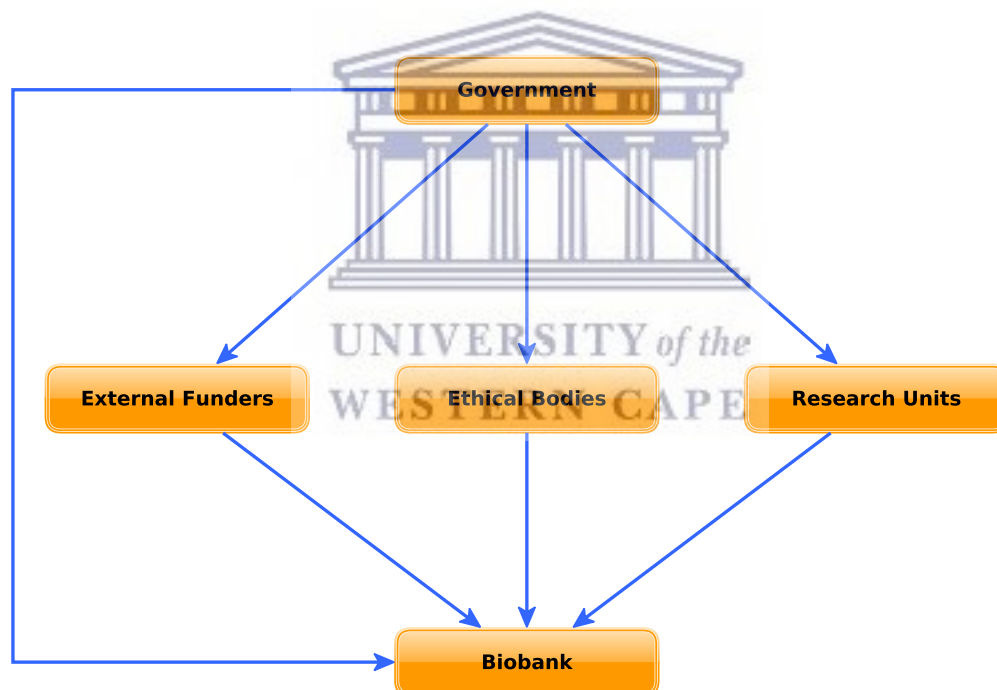 Government
UNIVERSITY of the
WESTERN CAPE
External Funders
Ethical Bodies
Research Units
Biobank